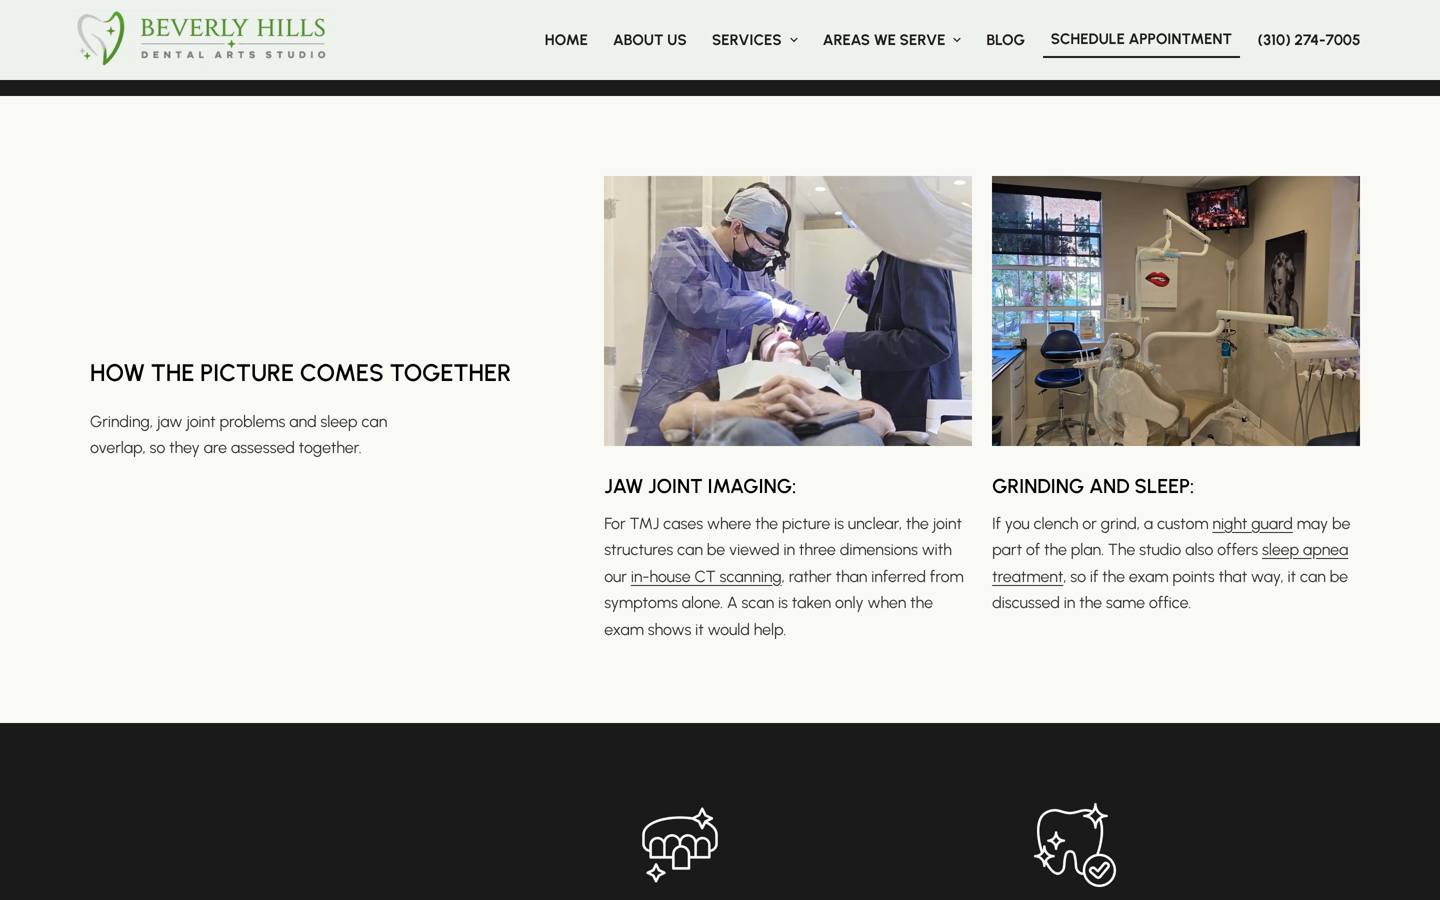 BEVERLY HILLS
DENTAL ARTS STUDIO
HOME
ABOUT US
SERVICES
AREAS WE SERVE
BLOG
SCHEDULE APPOINTMENT
(310) 274-7005
HOW THE PICTURE COMES TOGETHER
Grinding, jaw joint problems and sleep can
overlap, so they are assessed together.
JAW JOINT IMAGING:
For TMJ cases where the picture is unclear, the joint
structures can be viewed in three dimensions with
our in-house CT scanning, rather than inferred from
symptoms alone. A scan is taken only when the
exam shows it would help.
GRINDING AND SLEEP:
If you clench or grind, a custom night guard may be
part of the plan. The studio also offers sleep apnea
treatment, so if the exam points that way, it can be
discussed in the same office.